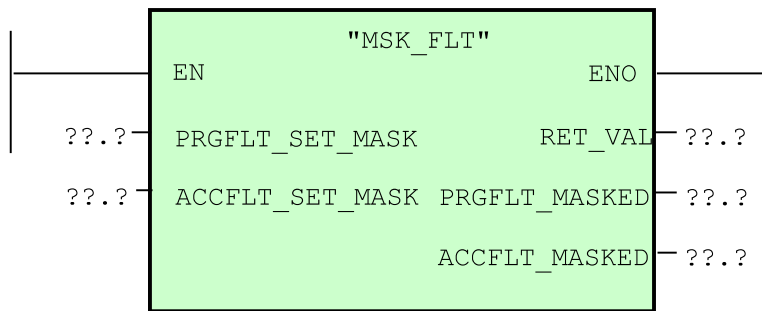 "MSK_FLT"
EN ENO
??.? PRGFLT_SET_MASK RET_VAL ??.?
??.? ACCFLT_SET_MASK PRGFLT_MASKED ??.?
ACCFLT_MASKED ??.?